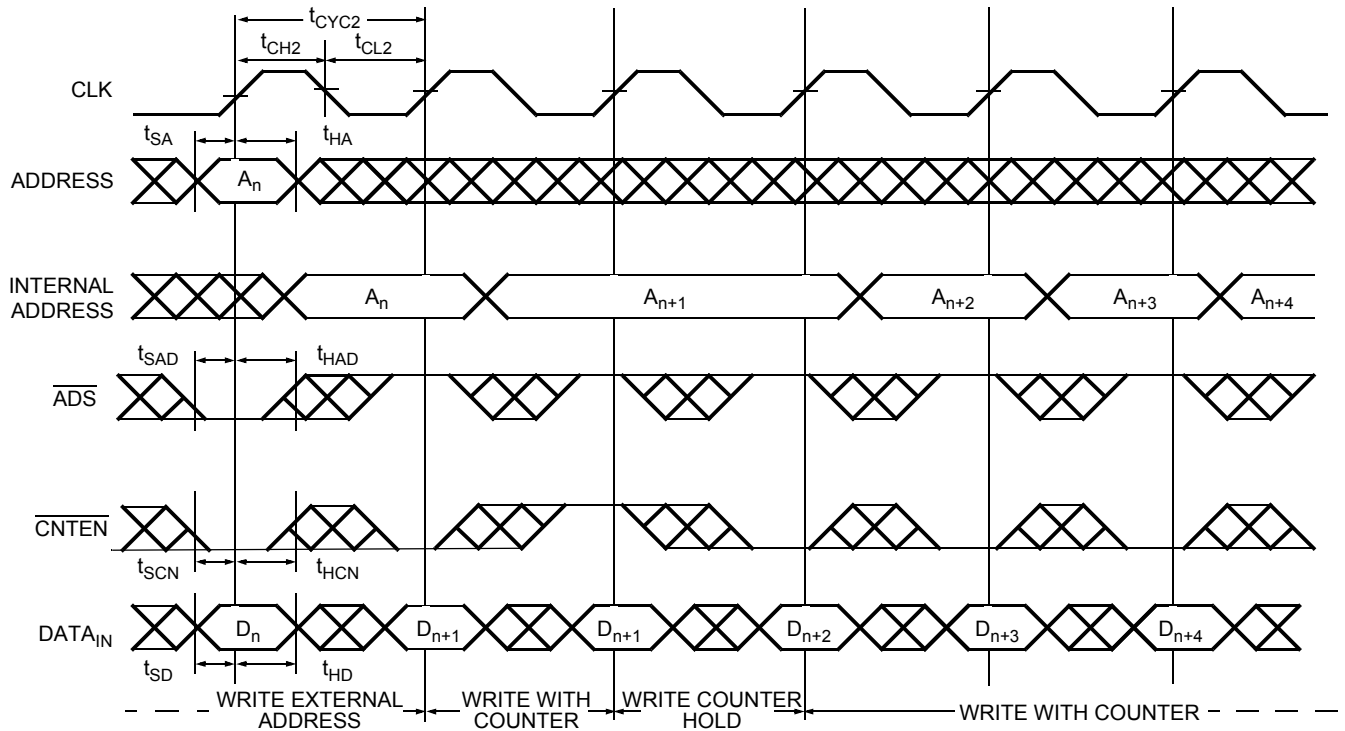 tCYC2
tCH2 tCL2
CLK
tSA tHA
ADDRESS An
INTERNAL
ADDRESS
An An+1 An+2 An+3 An+4
tSAD tHAD
ADS
CNTEN
tSCN tHCN
DATAIN Dn Dn+1 Dn+1 Dn+2 Dn+3 Dn+4
tSD tHD
WRITE EXTERNAL
ADDRESS
WRITE WITH
COUNTER
WRITE COUNTER
HOLD
WRITE WITH COUNTER